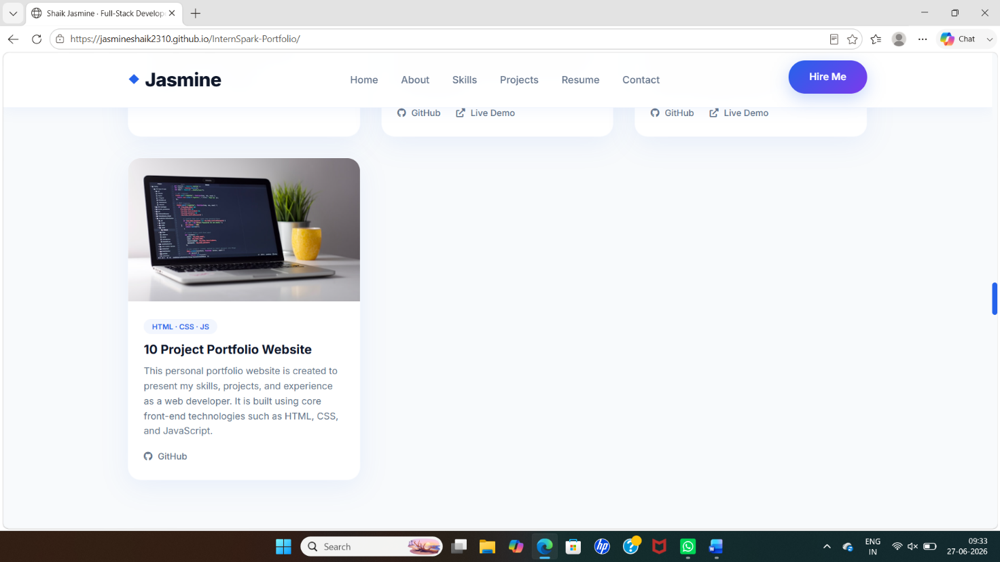 Shaik Jasmine · Full-Stack Develop
https://jasmineshaik2310.github.io/InternSpark-Portfolio/
Chat
Jasmine
Home About Skills Projects Resume Contact
Hire Me
GitHub Live Demo
GitHub Live Demo
HTML · CSS · JS
10 Project Portfolio Website
This personal portfolio website is created to
present my skills, projects, and experience
as a web developer. It is built using core
front-end technologies such as HTML, CSS,
and JavaScript.
GitHub
Search
ENG
IN
09:33
27-06-2026